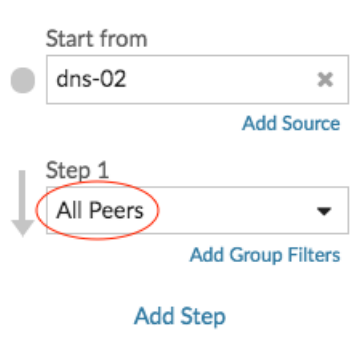 Start from
dns-02
Add Source
Step 1
All Peers
Add Group Filters
Add Step